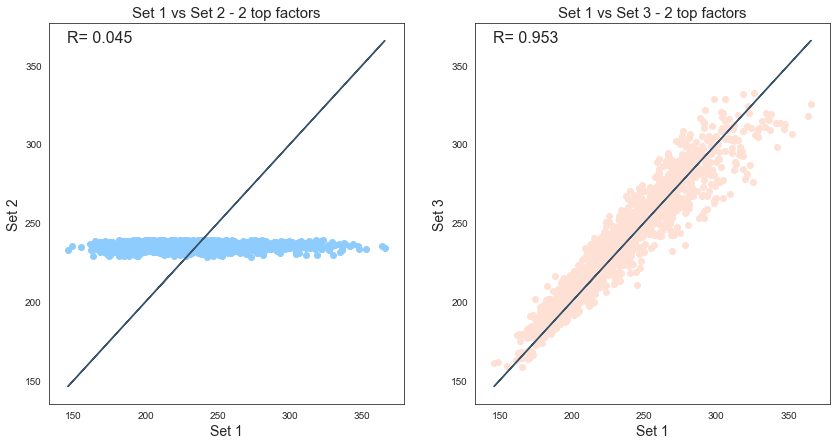 Set 1 vs Set 2 - 2 top factors
R= 0.045
350
300
250
200
150
Set 2
150 200 250 300 350
Set 1
Set 1 vs Set 3 - 2 top factors
R= 0.953
350
300
250
200
150
Set 3
150 200 250 300 350
Set 1